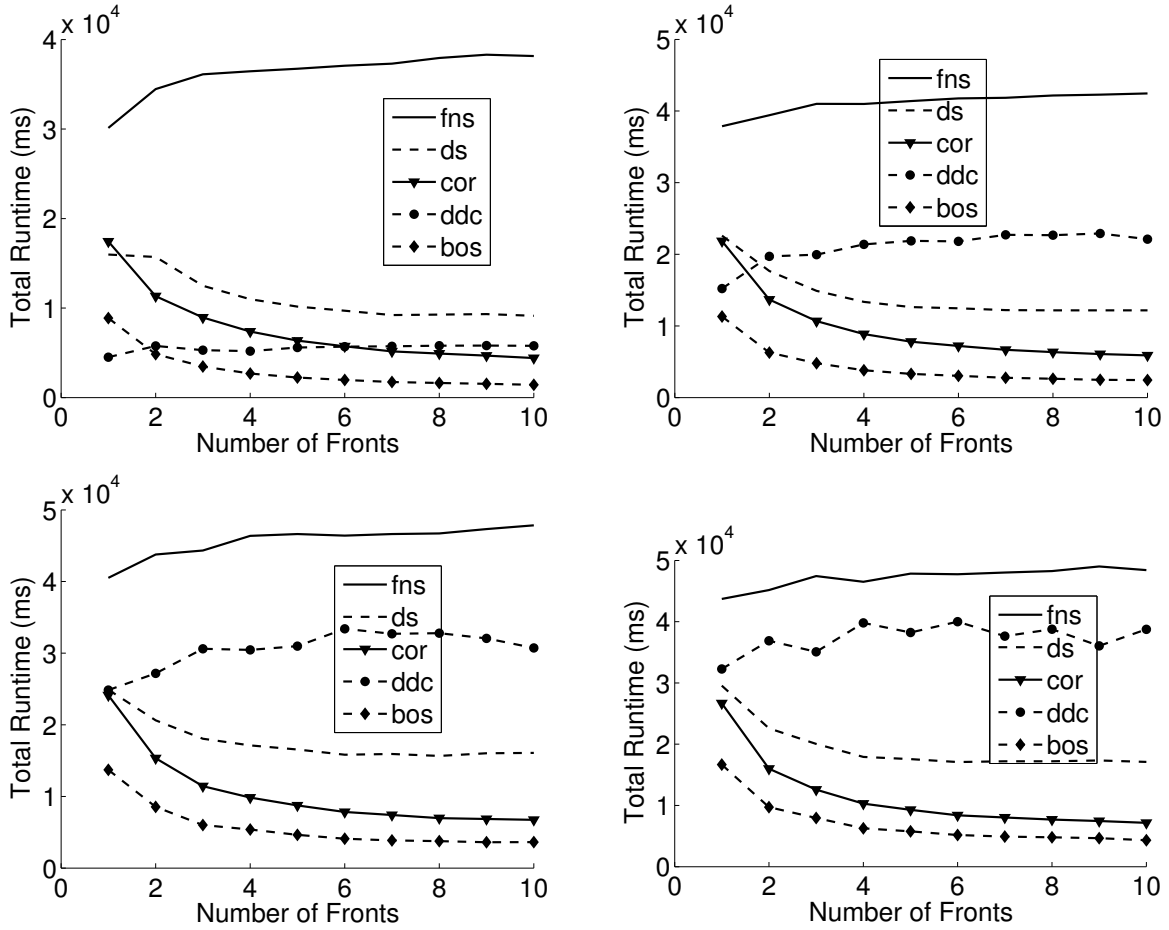 x 10^4
4
3
2
1
0
Total Runtime (ms)
0 2 4 6 8 10
Number of Fronts
fns
ds
cor
ddc
bos
x 10^4
5
4
3
2
1
0
Total Runtime (ms)
0 2 4 6 8 10
Number of Fronts
fns
ds
cor
ddc
bos
x 10^4
5
4
3
2
1
0
Total Runtime (ms)
0 2 4 6 8 10
Number of Fronts
fns
ds
cor
ddc
bos
x 10^4
5
4
3
2
1
0
Total Runtime (ms)
0 2 4 6 8 10
Number of Fronts
fns
ds
cor
ddc
bos